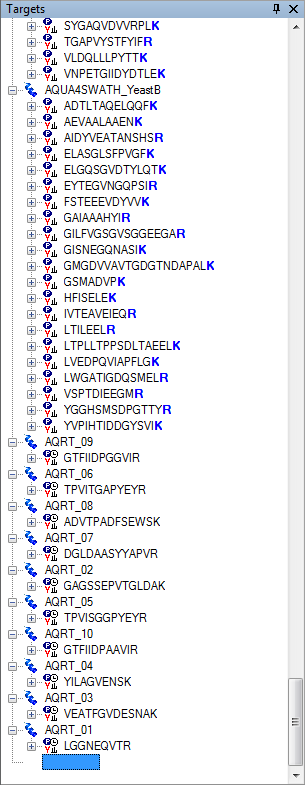 Targets
SYGAQVDVVRPLK
TGAPVYSTFYIFR
VLDQLLLPYTTK
VNPETGIIDYDTLEK
AQUA4SWATH_YeastB
ADTLTAQELQQFK
AEVAALAAENK
AIDYVEATANSHSR
ELASGLSFPVGFK
ELGQSGVDTYLQTK
EYTEGVNGQPSIR
FSTEEEVDYVVK
GAIAAAHYIR
GILFVGSGVSGGEEGAR
GISNEGQNASIK
GMGDVVAVTGDGTNDAPALK
GSMADVPK
HFISELEK
IVTEAVEIEQR
LTILEELR
LTPLLTPPSDLTAEELK
LVEDPQVIAPFLGK
LWGATIGDQSMELR
VSPTDIEEGMR
YGGHSMSDPGTTYR
YVPIHTIDDGYSVIK
AQRT_09
GTFIIDPGGVIR
AQRT_06
TPVITGAPYEYR
AQRT_08
ADVTPADFSEWSK
AQRT_07
DGLDAASYYAPVR
AQRT_02
GAGSSEPVTGLDAK
AQRT_05
TPVISGGPYEYR
AQRT_10
GTFIIDPAAVIR
AQRT_04
YILAGVENSK
AQRT_03
VEATFGVDESNAK
AQRT_01
LGGNEQVTR